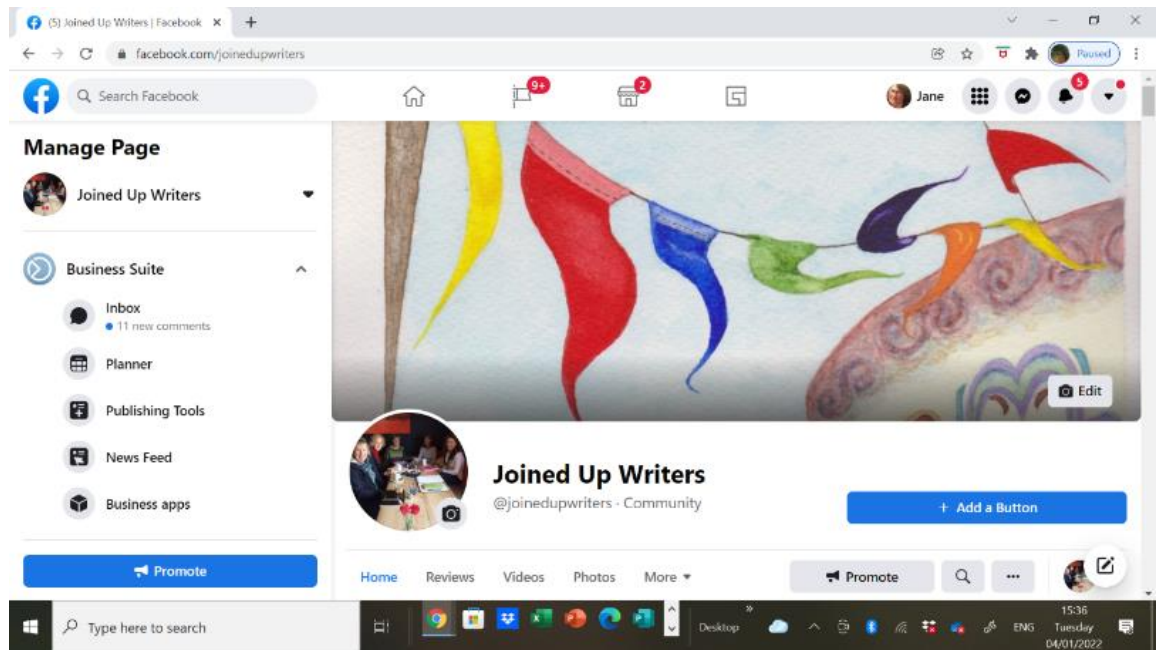 (5) Joined Up Writers | Facebook
facebook.com/joinedupwriters
Paused
Search Facebook
9+
2
Jane
5
Manage Page
Joined Up Writers
Business Suite
Inbox
11 new comments
Planner
Publishing Tools
News Feed
Business apps
Promote
Edit
Joined Up Writers
@joinedupwriters · Community
+ Add a Button
Home Reviews Videos Photos More
Promote
Type here to search
Desktop
ENG
15:36
Tuesday
04/01/2022